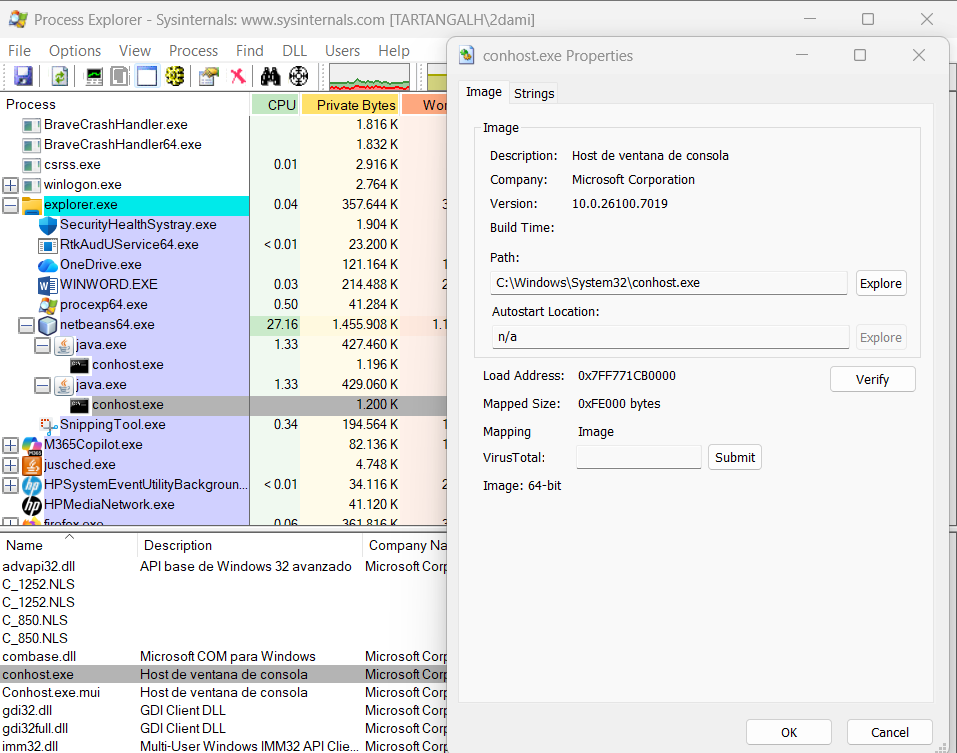 Process Explorer - Sysinternals: www.sysinternals.com [TARTANGALH\2dami]
File Options View Process Find DLL Users Help
Process CPU Private Bytes Wor
BraveCrashHandler.exe 1.816 K
BraveCrashHandler64.exe 1.832 K
csrss.exe 0.01 2.916 K
winlogon.exe 2.764 K
explorer.exe 0.04 357.644 K 3
SecurityHealthSystray.exe 1.904 K
RtkAudUService64.exe < 0.01 23.200 K
OneDrive.exe 121.164 K 1
WINWORD.EXE 0.03 214.488 K 2
procexp64.exe 0.50 41.284 K
netbeans64.exe 27.16 1.455.908 K 1.1
java.exe 1.33 427.460 K
conhost.exe 1.196 K
java.exe 1.33 429.060 K
conhost.exe 1.200 K
SnippingTool.exe 0.34 194.564 K 1
M365Copilot.exe 82.136 K 1
jusched.exe 4.748 K
HPSystemEventUtilityBackgroun... < 0.01 34.116 K 2
HPMediaNetwork.exe 41.120 K
firefox.exe 0.06 361.816 K
Name Description Company Na
advapi32.dll API base de Windows 32 avanzado Microsoft Corp
C_1252.NLS
C_1252.NLS
C_850.NLS
C_850.NLS
combase.dll Microsoft COM para Windows Microsoft Corp
conhost.exe Host de ventana de consola Microsoft Corp
Conhost.exe.mui Host de ventana de consola Microsoft Corp
gdi32.dll GDI Client DLL Microsoft Corp
gdi32full.dll GDI Client DLL Microsoft Corp
imm32.dll Multi-User Windows IMM32 API Clie... Microsoft Corp
conhost.exe Properties
Image Strings
Image
Description: Host de ventana de consola
Company: Microsoft Corporation
Version: 10.0.26100.7019
Build Time:
Path:
C:\Windows\System32\conhost.exe Explore
Autostart Location:
n/a Explore
Load Address: 0x7FF771CB0000 Verify
Mapped Size: 0xFE000 bytes
Mapping Image
VirusTotal: Submit
Image: 64-bit
OK Cancel